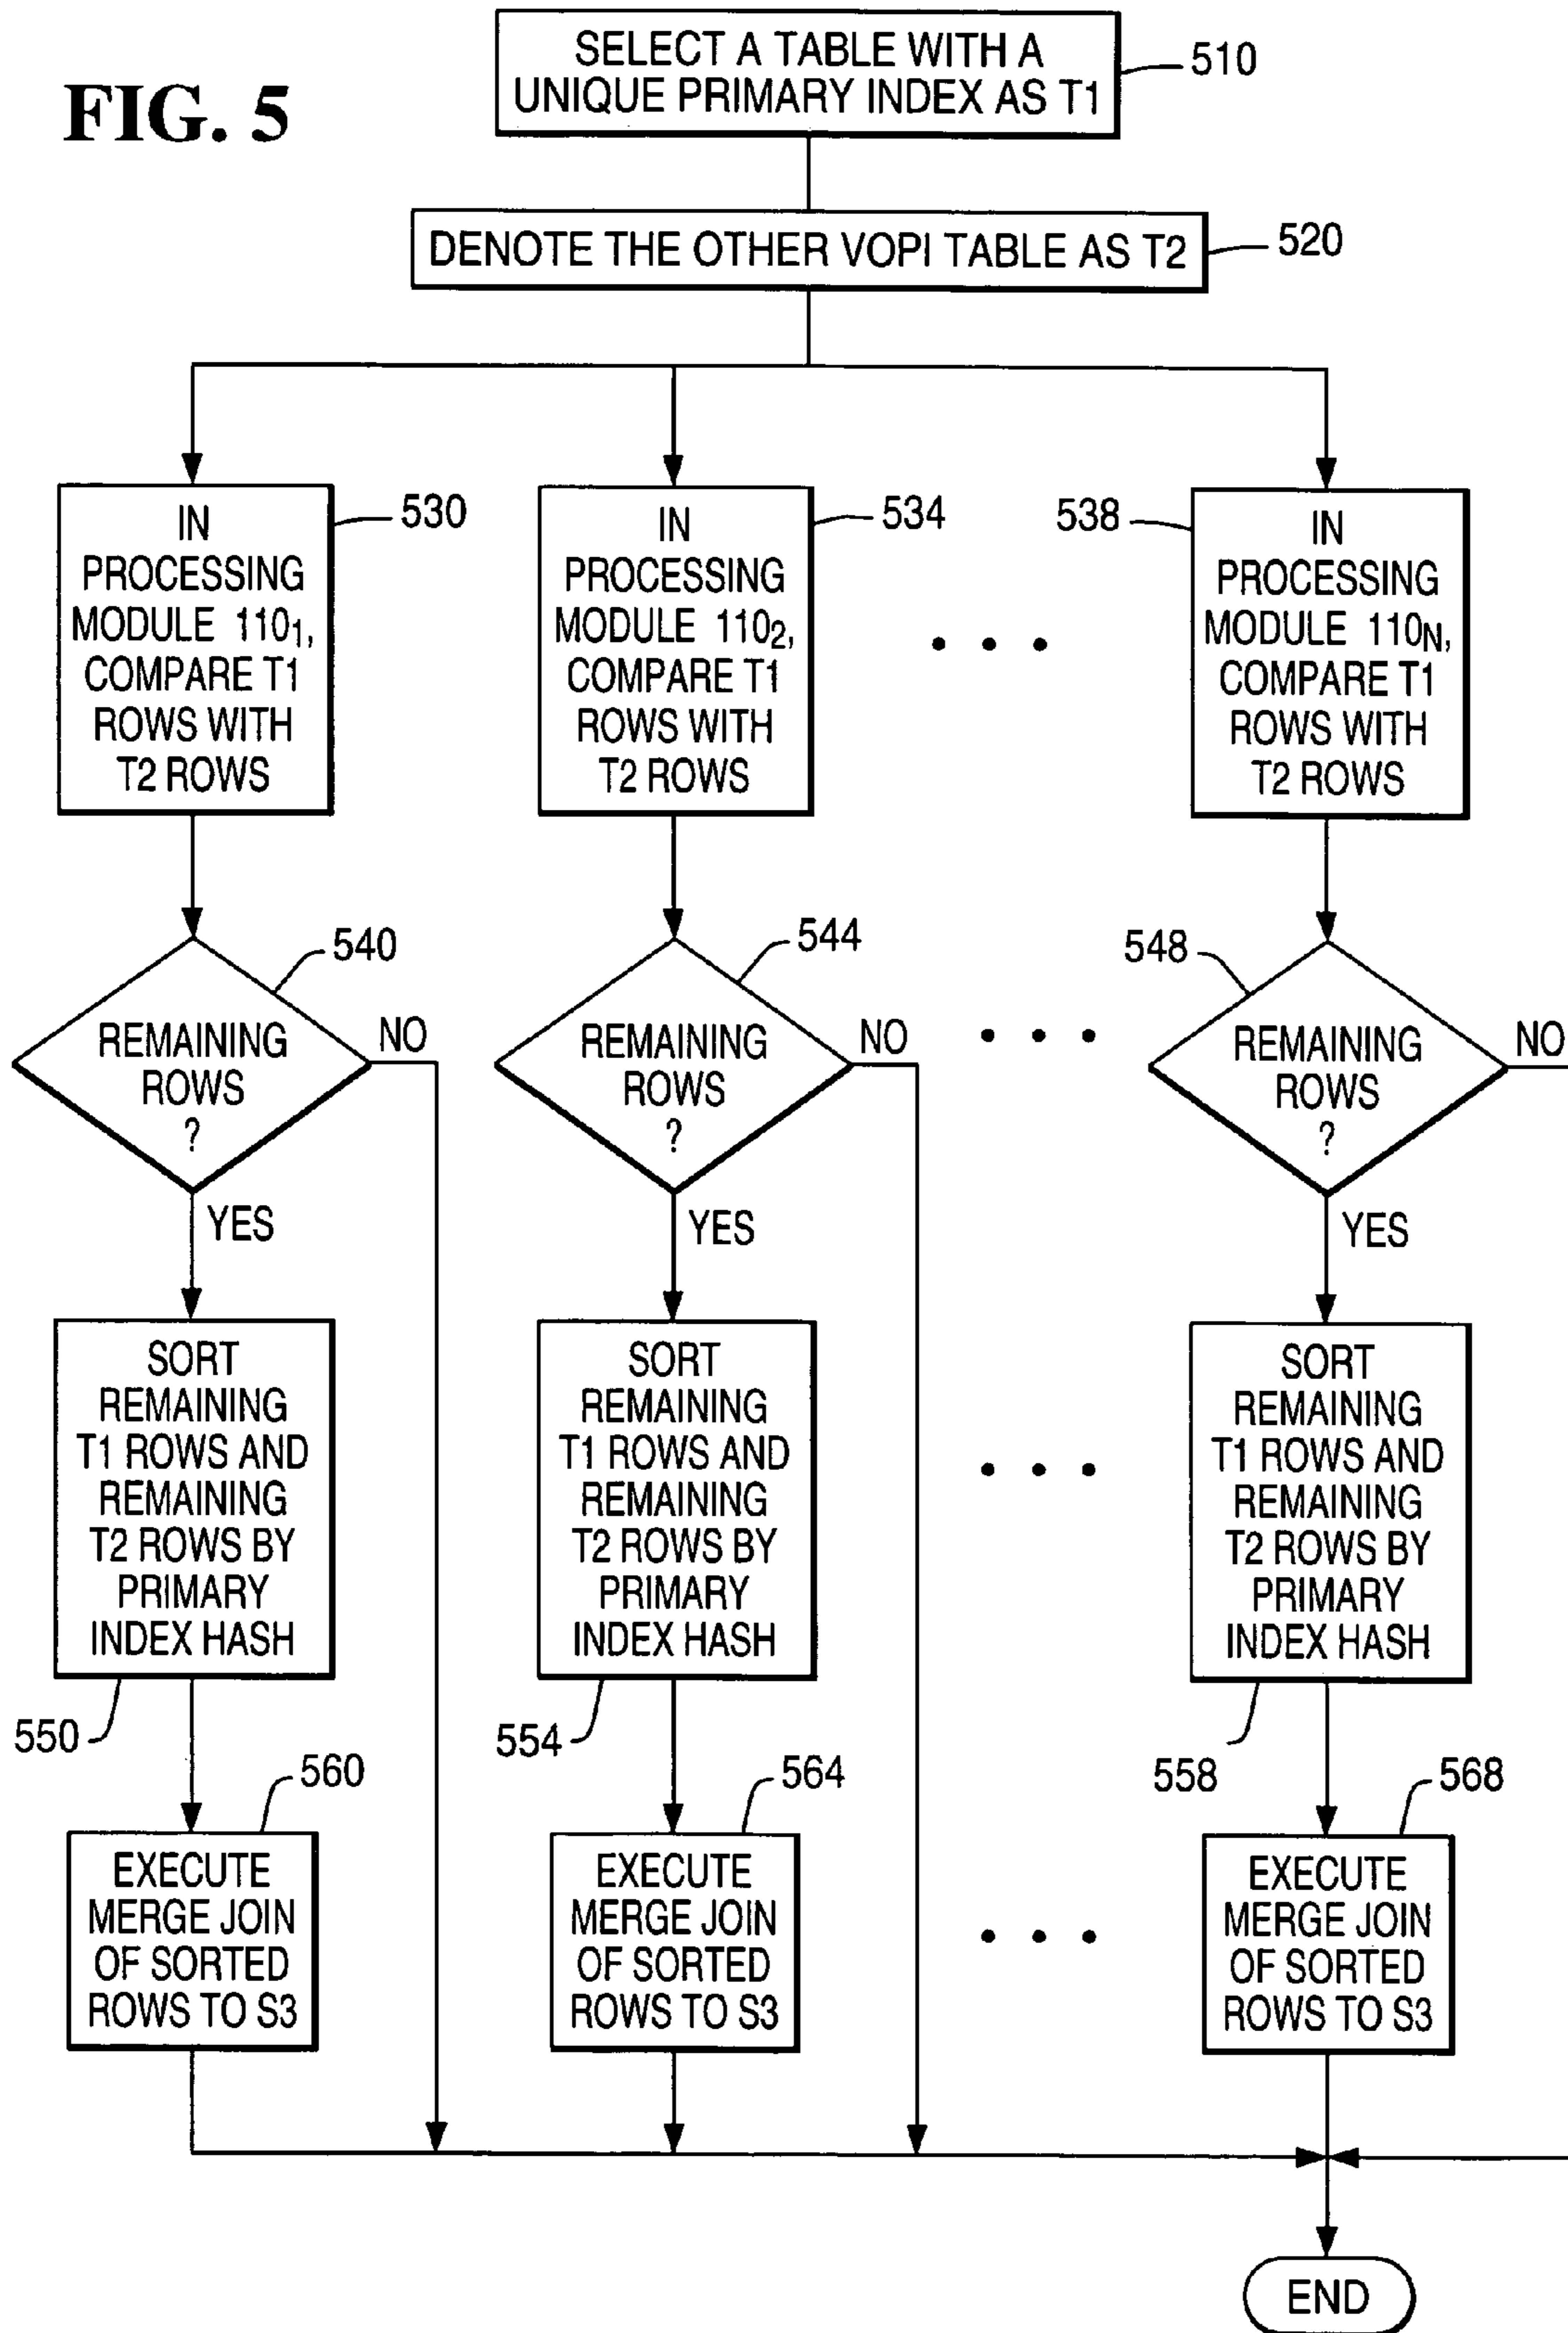 FIG. 5
SELECT A TABLE WITH A
UNIQUE PRIMARY INDEX AS T1
510
DENOTE THE OTHER VOPI TABLE AS T2
520
IN
PROCESSING
MODULE 110₁,
COMPARE T1
ROWS WITH
T2 ROWS
530
IN
PROCESSING
MODULE 110₂,
COMPARE T1
ROWS WITH
T2 ROWS
534
• • •
538
IN
PROCESSING
MODULE 110N,
COMPARE T1
ROWS WITH
T2 ROWS
REMAINING
ROWS
?
540
NO
YES
REMAINING
ROWS
?
544
NO
YES
• • •
548
REMAINING
ROWS
?
NO
YES
SORT
REMAINING
T1 ROWS AND
REMAINING
T2 ROWS BY
PRIMARY
INDEX HASH
550
SORT
REMAINING
T1 ROWS AND
REMAINING
T2 ROWS BY
PRIMARY
INDEX HASH
554
• • •
SORT
REMAINING
T1 ROWS AND
REMAINING
T2 ROWS BY
PRIMARY
INDEX HASH
558
560
EXECUTE
MERGE JOIN
OF SORTED
ROWS TO S3
564
EXECUTE
MERGE JOIN
OF SORTED
ROWS TO S3
• • •
568
EXECUTE
MERGE JOIN
OF SORTED
ROWS TO S3
END